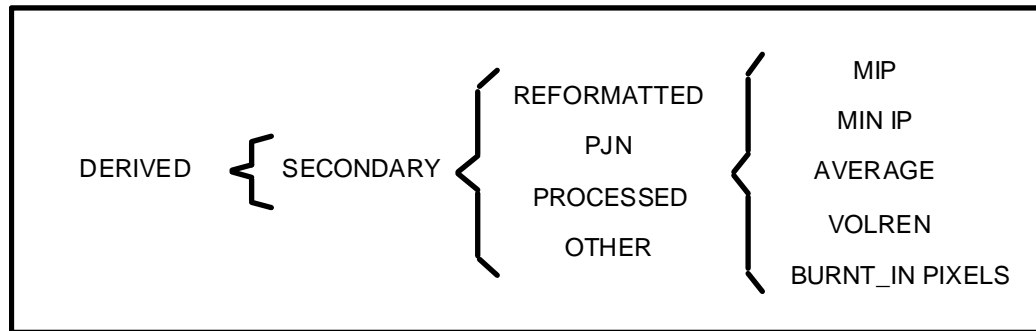 DERIVED
SECONDARY
REFORMATTED
PJN
PROCESSED
OTHER
MIP
MIN IP
AVERAGE
VOLREN
BURNT_IN PIXELS